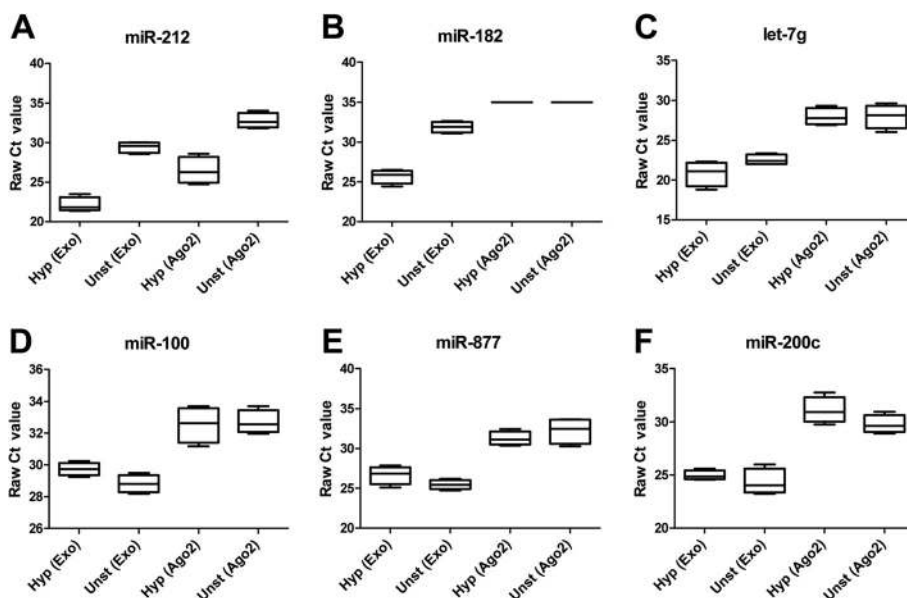 A
miR-212
Raw Ct value
40
35
30
25
20
Hyp (Exo)
Unst (Exo)
Hyp (Ago2)
Unst (Ago2)
B
miR-182
Raw Ct value
40
35
30
25
20
Hyp (Exo)
Unst (Exo)
Hyp (Ago2)
Unst (Ago2)
C
let-7g
Raw Ct value
35
30
25
20
15
Hyp (Exo)
Unst (Exo)
Hyp (Ago2)
Unst (Ago2)
D
miR-100
Raw Ct value
36
34
32
30
28
26
Hyp (Exo)
Unst (Exo)
Hyp (Ago2)
Unst (Ago2)
E
miR-877
Raw Ct value
40
35
30
25
20
Hyp (Exo)
Unst (Exo)
Hyp (Ago2)
Unst (Ago2)
F
miR-200c
Raw Ct value
35
30
25
20
Hyp (Exo)
Unst (Exo)
Hyp (Ago2)
Unst (Ago2)